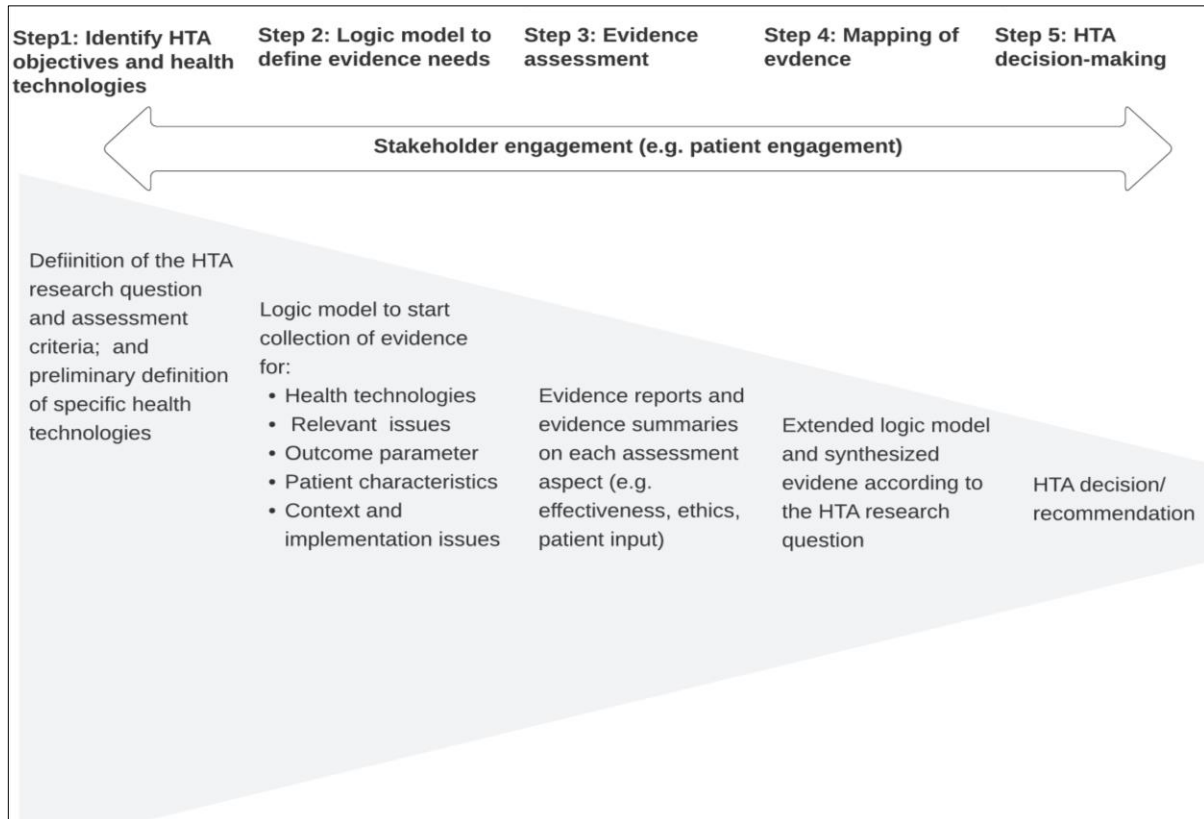 Step1: Identify HTA
objectives and health
technologies
Step 2: Logic model to
define evidence needs
Step 3: Evidence
assessment
Step 4: Mapping of
evdence
Step 5: HTA
decision-making
Stakeholder engagement (e.g. patient engagement)
Defiinition of the HTA
research question
and assessment
criteria; and
preliminary definition
of specific health
technologies
Logic model to start
collection of evidence
for:
• Health technologies
• Relevant issues
• Outcome parameter
• Patient characteristics
• Context and
implementation issues
Evidence reports and
evidence summaries
on each assessment
aspect (e.g.
effectiveness, ethics,
patient input)
Extended logic model
and synthesized
evidene according to
the HTA research
question
HTA decision/
recommendation